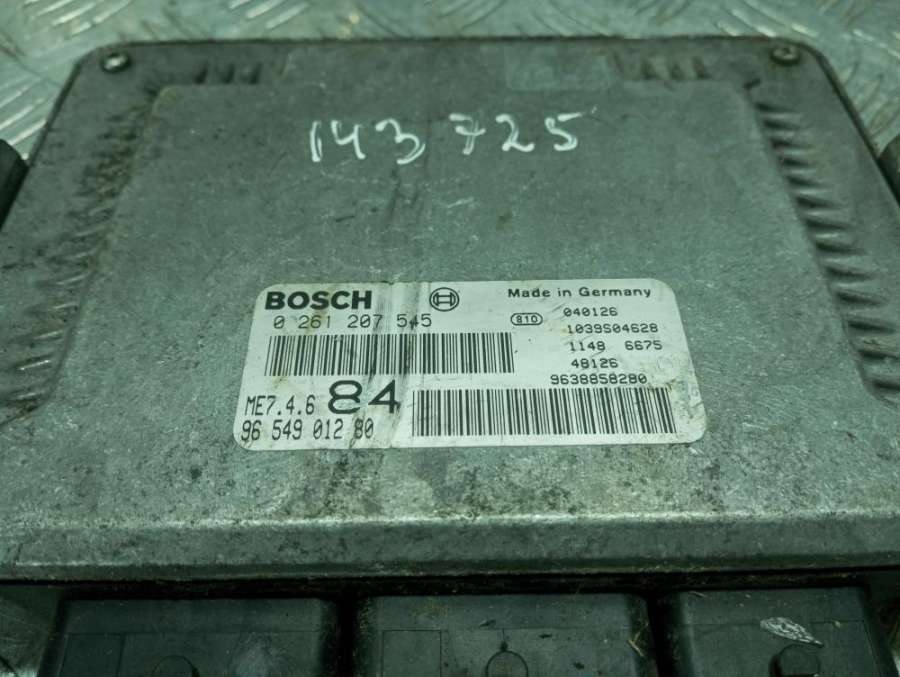 143 725
BOSCH
Made in Germany
0 261 207 545
810
040126
1039S04628
1148 6675
48126
9638858280
ME7.4.6 84
96 549 012 80